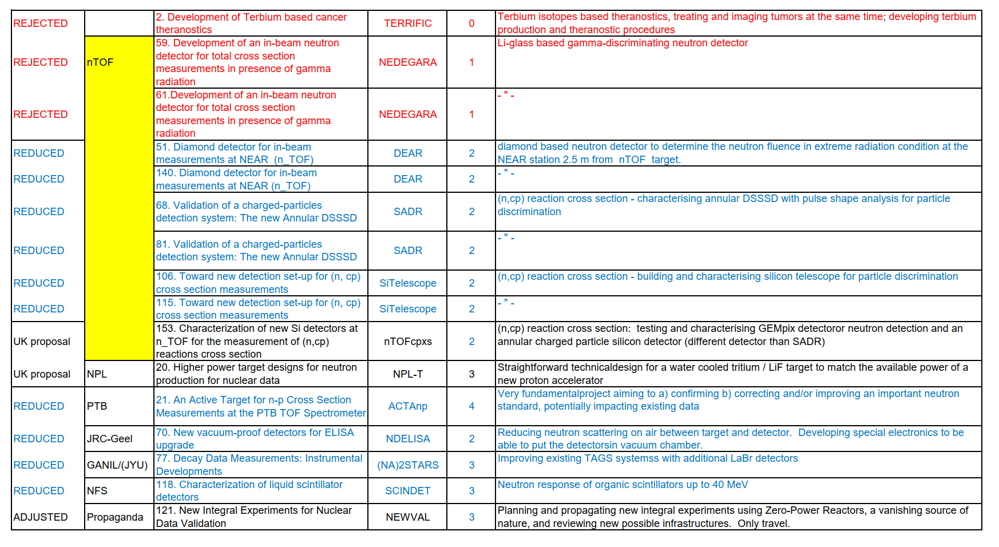 REJECTED 2. Development of Terbium based cancer theranostics TERRIFIC 0 Terbium isotopes based theranostics, treating and imaging tumors at the same time; developing terbium production and theranostic procedures
REJECTED nTOF 59. Development of an in-beam neutron detector for total cross section measurements in presence of gamma radiation NEDEGARA 1 Li-glass based gamma-discriminating neutron detector
REJECTED 61.Development of an in-beam neutron detector for total cross section measurements in presence of gamma radiation NEDEGARA 1 - " -
REDUCED 51. Diamond detector for in-beam measurements at NEAR (n_TOF) DEAR 2 diamond based neutron detector to determine the neutron fluence in extreme radiation condition at the NEAR station 2.5 m from nTOF target.
REDUCED 140. Diamond detector for in-beam measurements at NEAR (n_TOF) DEAR 2 - " -
REDUCED 68. Validation of a charged-particles detection system: The new Annular DSSSD SADR 2 (n,cp) reaction cross section - characterising annular DSSSD with pulse shape analysis for particle discrimination
REDUCED 81. Validation of a charged-particles detection system: The new Annular DSSSD SADR 2 - " -
REDUCED 106. Toward new detection set-up for (n, cp) cross section measurements SiTelescope 2 (n,cp) reaction cross section - building and characterising silicon telescope for particle discrimination
REDUCED 115. Toward new detection set-up for (n, cp) cross section measurements SiTelescope 2 - " -
UK proposal 153. Characterization of new Si detectors at n_TOF for the measurement of (n,cp) reactions cross section nTOFcpxs 2 (n,cp) reaction cross section: testing and characterising GEMpix detectoror neutron detection and an annular charged particle silicon detector (different detector than SADR)
UK proposal NPL 20. Higher power target designs for neutron production for nuclear data NPL-T 3 Straightforward technicaldesign for a water cooled tritium / LiF target to match the available power of a new proton accelerator
REDUCED PTB 21. An Active Target for n-p Cross Section Measurements at the PTB TOF Spectrometer ACTAnp 4 Very fundamentalproject aiming to a) confirming b) correcting and/or improving an important neutron standard, potentially impacting existing data
REDUCED JRC-Geel 70. New vacuum-proof detectors for ELISA upgrade NDELISA 2 Reducing neutron scattering on air between target and detector. Developing special electronics to be able to put the detectorsin vacuum chamber.
REDUCED GANIL/(JYU) 77. Decay Data Measurements: Instrumental Developments (NA)2STARS 3 Improving existing TAGS systemss with additional LaBr detectors
REDUCED NFS 118. Characterization of liquid scintillator detectors SCINDET 3 Neutron response of organic scintillators up to 40 MeV
ADJUSTED Propaganda 121. New Integral Experiments for Nuclear Data Validation NEWVAL 3 Planning and propagating new integral experiments using Zero-Power Reactors, a vanishing source of nature, and reviewing new possible infrastructures. Only travel.